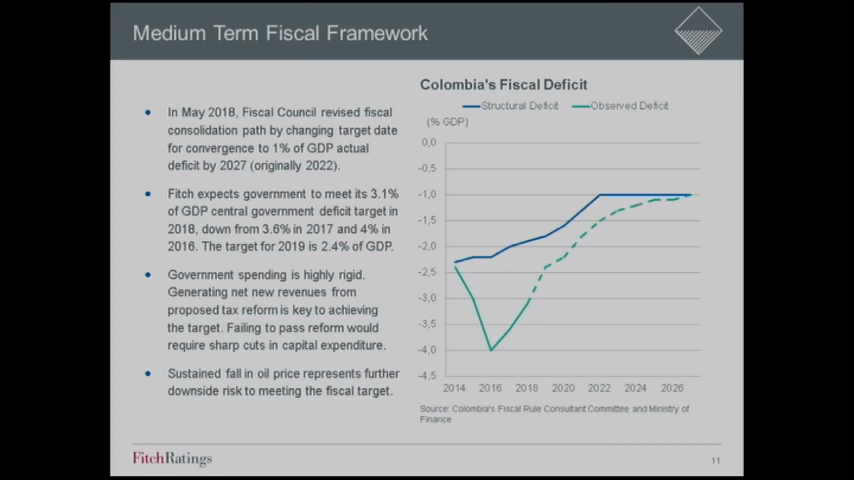 Medium Term Fiscal Framework
In May 2018, Fiscal Council revised fiscal
consolidation path by changing target date
for convergence to 1% of GDP actual
deficit by 2027 (originally 2022).
Fitch expects government to meet its 3.1%
of GDP central government deficit target in
2018, down from 3.6% in 2017 and 4% in
2016. The target for 2019 is 2.4% of GDP.
Government spending is highly rigid.
Generating net new revenues from
proposed tax reform is key to achieving
the target. Failing to pass reform would
require sharp cuts in capital expenditure.
Sustained fall in oil price represents further
downside risk to meeting the fiscal target.
Colombia's Fiscal Deficit
Structural Deficit Observed Deficit
(% GDP)
0,0
-0,5
-1,0
-1,5
-2,0
-2,5
-3,0
-3,5
-4,0
-4,5
2014 2016 2018 2020 2022 2024 2026
Source: Colombia's Fiscal Rule Consultant Committee and Ministry of
Finance
FitchRatings
11